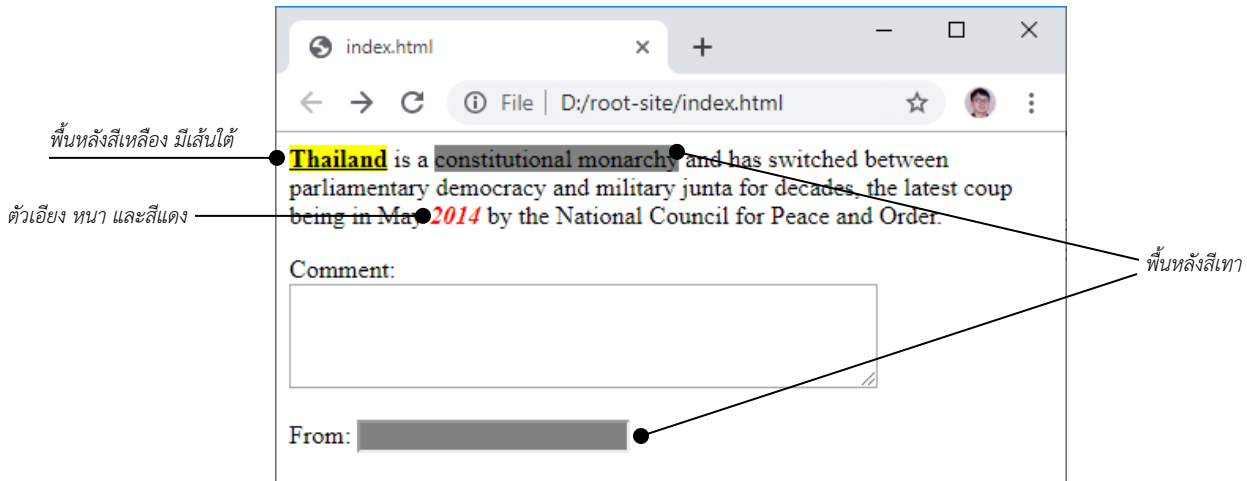 index.html
File D:/root-site/index.html
พื้นหลังสีเหลือง มีเส้นใต้
Thailand is a constitutional monarchy and has switched between
parliamentary democracy and military junta for decades, the latest coup
ตัวเอียง หนา และสีแดง
being in May 2014 by the National Council for Peace and Order.
พื้นหลังสีเทา
Comment:
From: